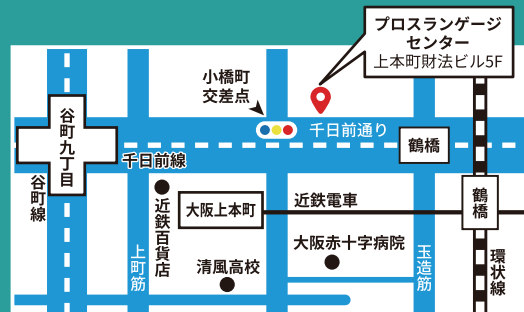 プロスランゲージ
センター
上本町財法ビル5F
小橋町
交差点
千日前通り
鶴橋
谷町九丁目
千日前線
谷町線
近鉄百貨店
大阪上本町
近鉄電車
鶴橋
上町筋
清風高校
大阪赤十字病院
玉造筋
環状線